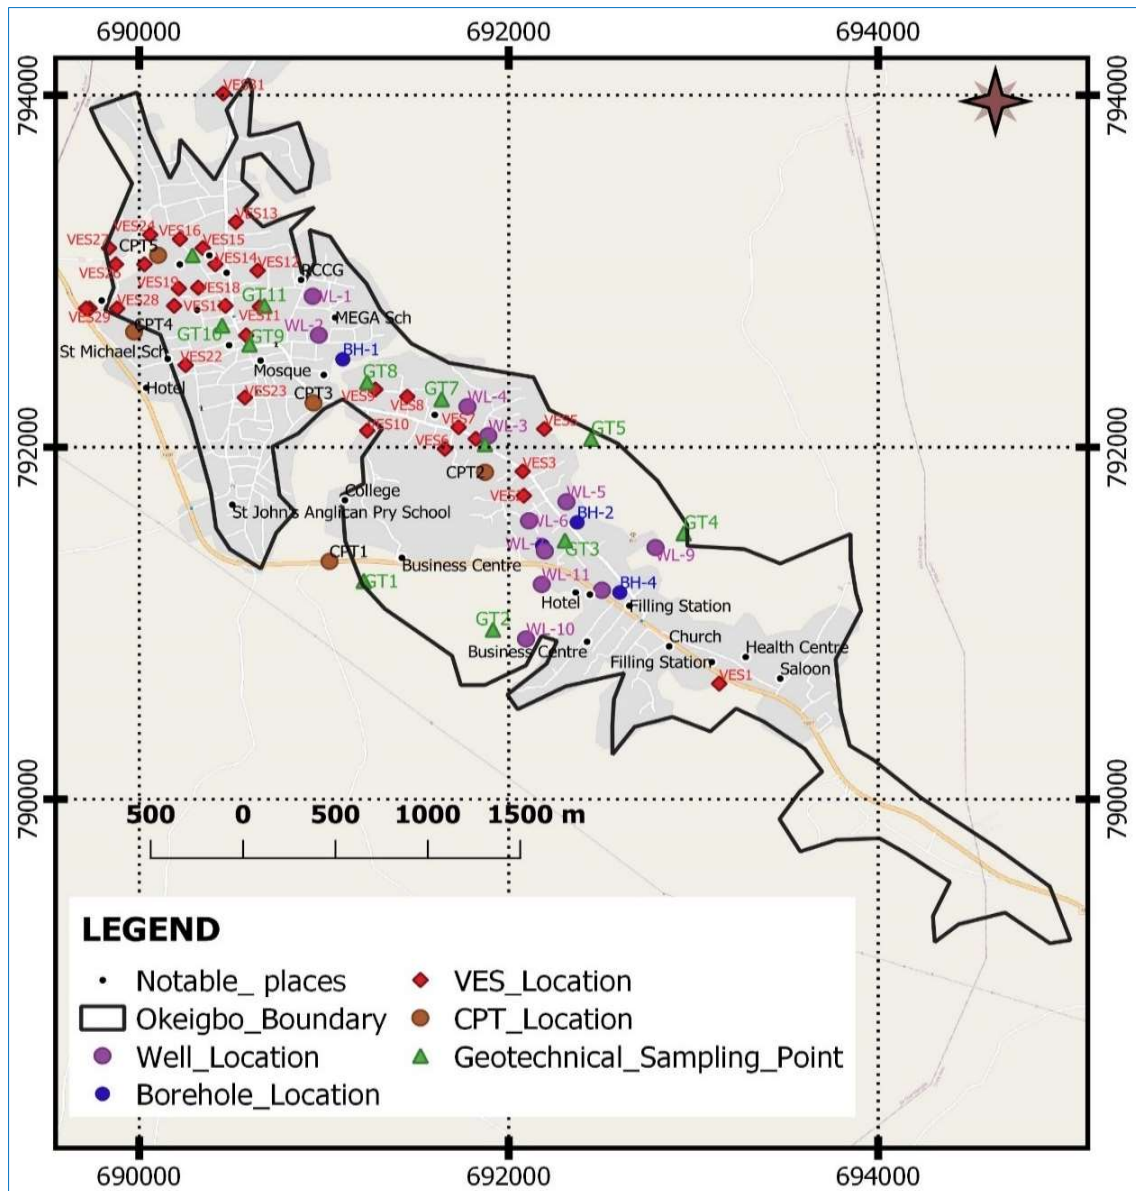 690000 692000 694000
794000 794000
VES31
VES13
VES24
VES16
VES27
CPT5
VES15
VES14
VES12
VES26
RCCG
VES19
VES18
GT11
WL-1
VES28
VES29
VES11
MEGA Sch
CPT4
GT10
GT9
WL-2
St Michael Sch
BH-1
VES22
Mosque
GT8
Hotel
VES23
CPT3
VES9
GT7
WL-4
VES8
VES10
VES7
VES5
GT5
WL-3
VES6
792000 792000
CPT2
VES3
VES
College
WL-5
St John's Anglican Pry School
WL-6
BH-2
GT4
CPT1
WL-
GT3
WL-9
Business Centre
GT1
WL-11
BH-4
Hotel
Filling Station
GT2
WL-10
Church
Business Centre
Health Centre
Filling Station
Saloon
VES1
790000 790000
500 0 500 1000 1500 m
LEGEND
Notable_ places
VES_Location
Okeigbo_Boundary
CPT_Location
Well_Location
Geotechnical_Sampling_Point
Borehole_Location
690000 692000 694000